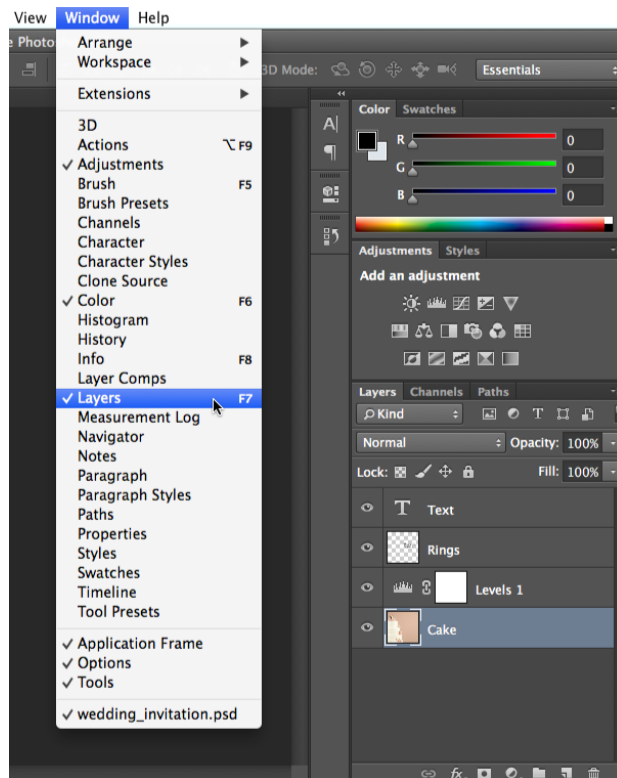 View Window Help
e Photo
Arrange
Workspace
3D Mode:
Essentials
Extensions
3D
Actions ⌥F9
✓ Adjustments
Brush F5
Brush Presets
Channels
Character
Character Styles
Clone Source
✓ Color F6
Histogram
History
Info F8
Layer Comps
✓ Layers F7
Measurement Log
Navigator
Notes
Paragraph
Paragraph Styles
Paths
Properties
Styles
Swatches
Timeline
Tool Presets
✓ Application Frame
✓ Options
✓ Tools
✓ wedding_invitation.psd
A
Color Swatches
R 0
G 0
B 0
Adjustments Styles
Add an adjustment
Layers Channels Paths
Kind T
Normal Opacity: 100%
Lock: Fill: 100%
T Text
Rings
Levels 1
Cake
fx